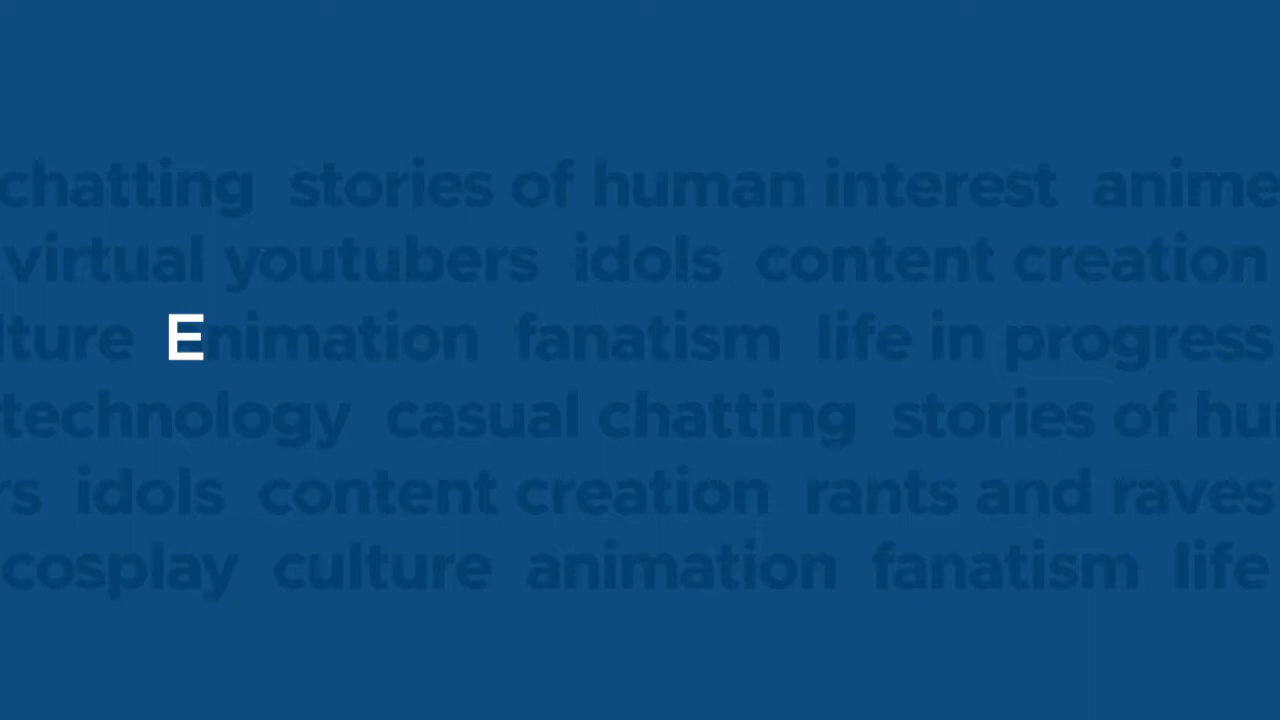 chatting stories of human interest anime
virtual youtubers idols content creation
lture Enimation fanatism life in progress
technology casual chatting stories of hu
rs idols content creation rants and raves
cosplay culture animation fanatism life